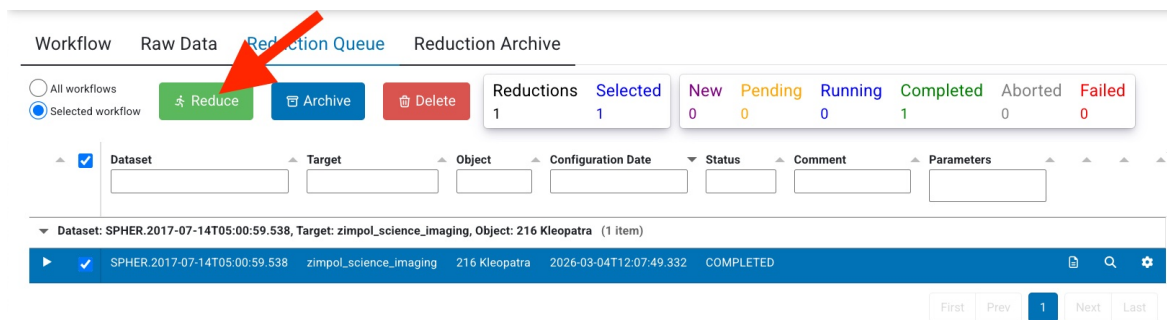 Workflow Raw Data Reduction Queue Reduction Archive
All workflows
Selected workflow
Reduce Archive Delete
Reductions Selected
1 1
New Pending Running Completed Aborted Failed
0 0 0 1 0 0
Dataset Target Object Configuration Date Status Comment Parameters
Dataset: SPHER.2017-07-14T05:00:59.538, Target: zimpol_science_imaging, Object: 216 Kleopatra (1 item)
SPHER.2017-07-14T05:00:59.538 zimpol_science_imaging 216 Kleopatra 2026-03-04T12:07:49.332 COMPLETED
First Prev 1 Next Last